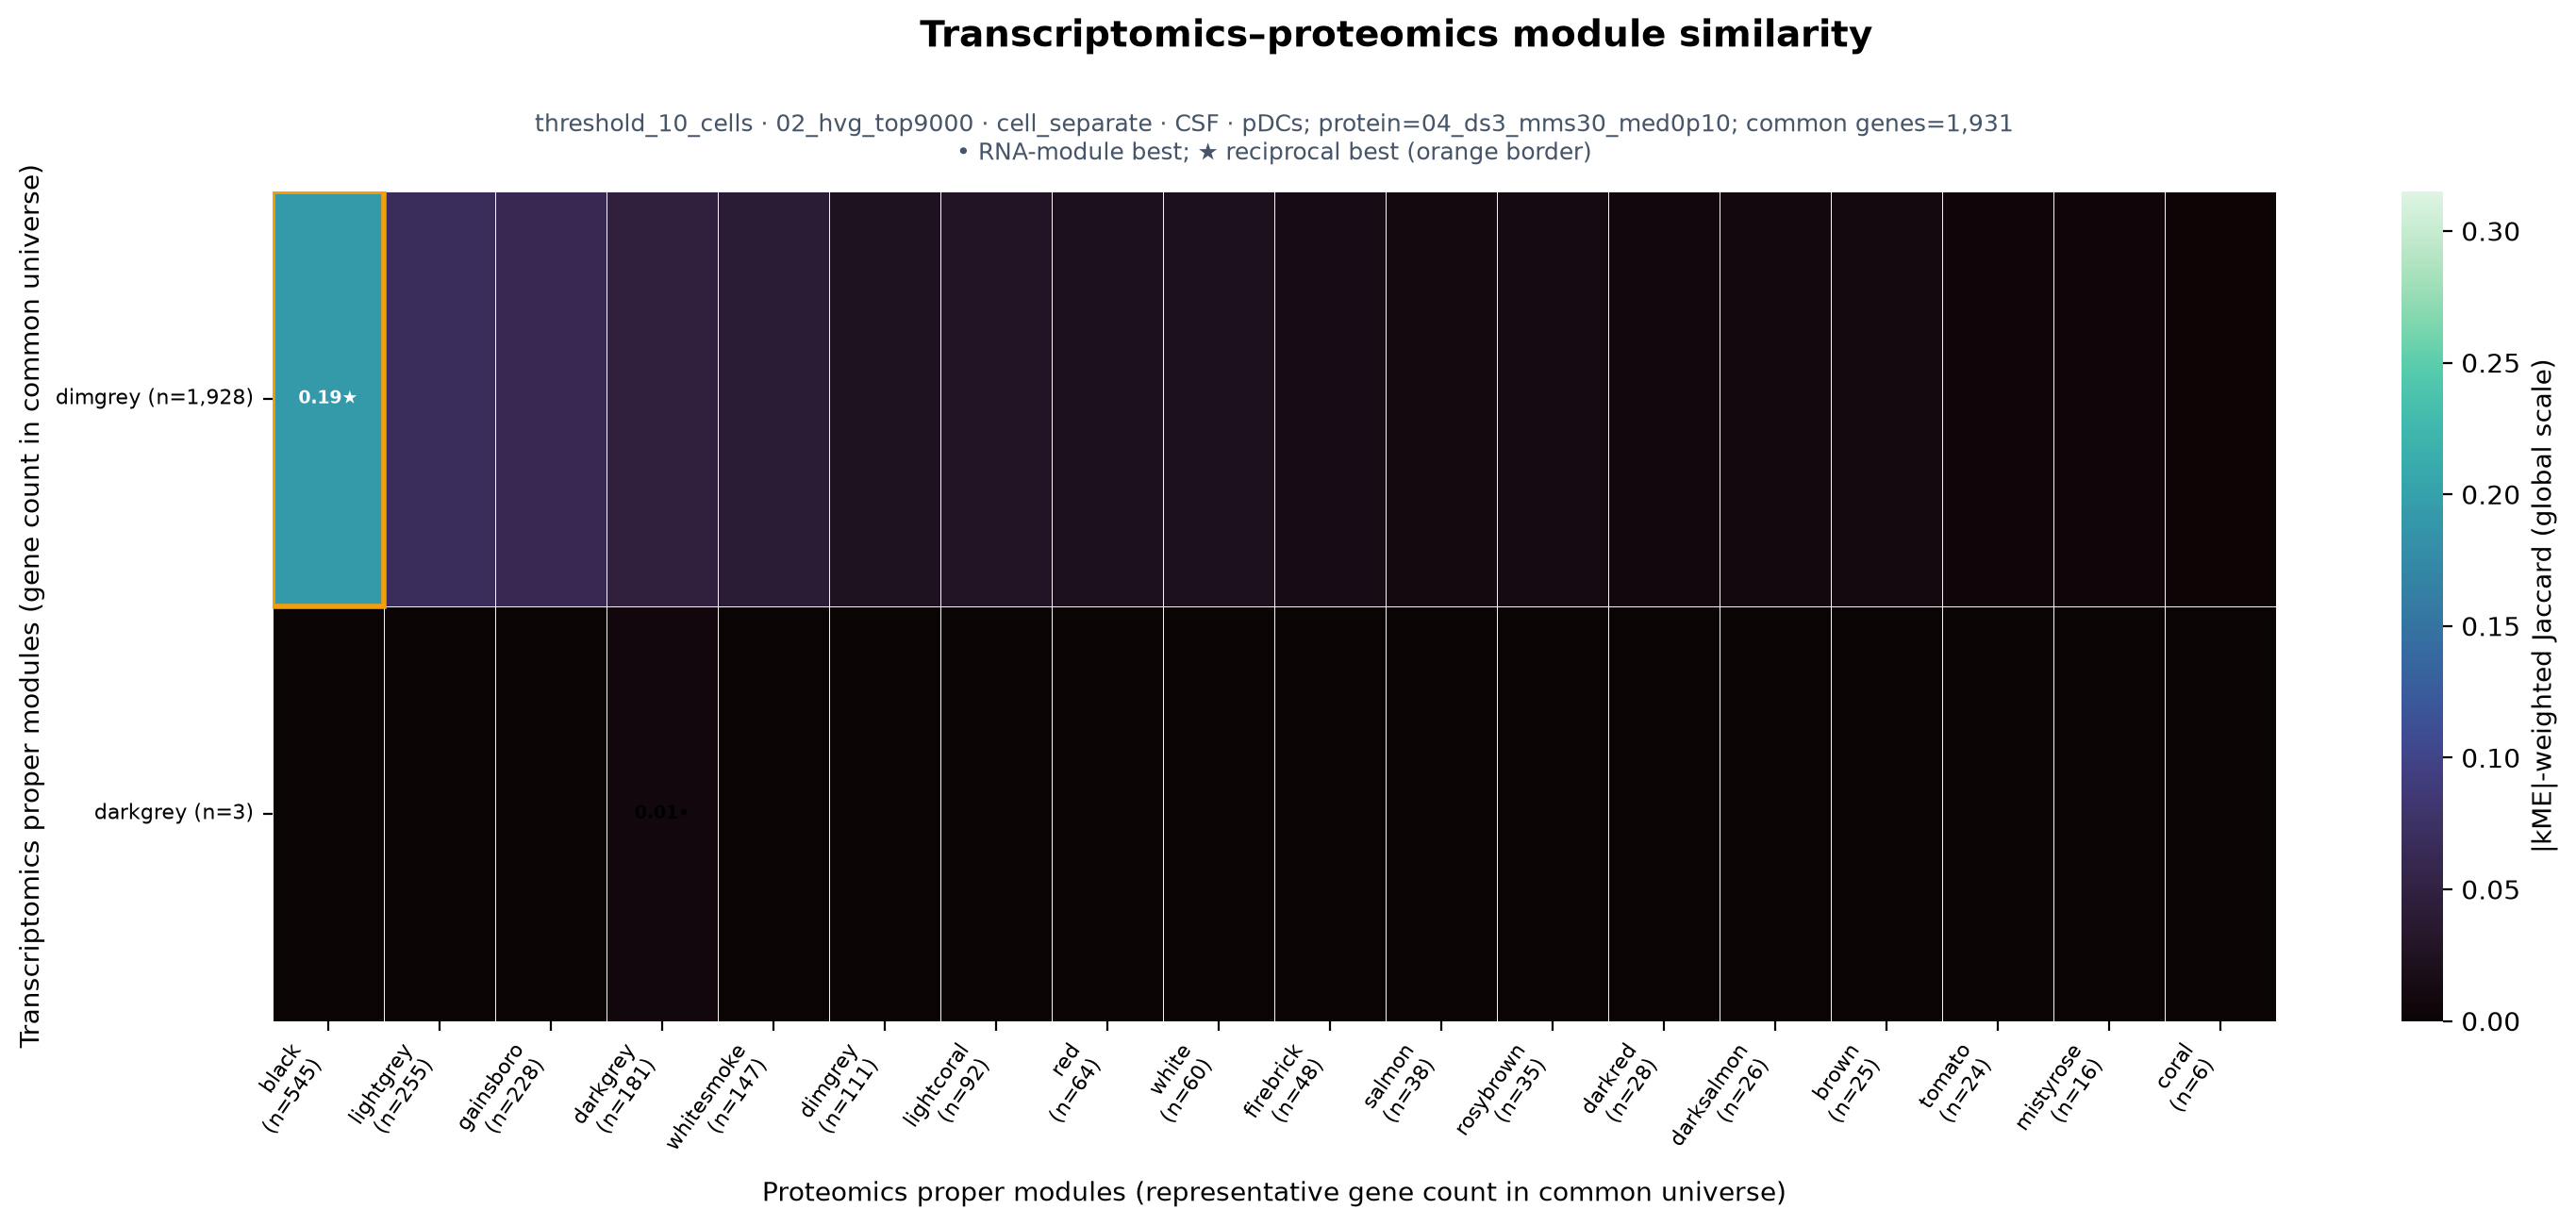 Transcriptomics–proteomics module similarity
threshold_10_cells · 02_hvg_top9000 · cell_separate · CSF · pDCs; protein=04_ds3_mms30_med0p10; common genes=1,931
• RNA-module best; ★ reciprocal best (orange border)
Transcriptomics proper modules (gene count in common universe)
dimgrey (n=1,928)
darkgrey (n=3)
0.19★
0.01•
black
(n=545)
lightgrey
(n=255)
gainsboro
(n=228)
darkgrey
(n=181)
whitesmoke
(n=147)
dimgrey
(n=111)
lightcoral
(n=92)
red
(n=64)
white
(n=60)
firebrick
(n=48)
salmon
(n=38)
rosybrown
(n=35)
darkred
(n=28)
darksalmon
(n=26)
brown
(n=25)
tomato
(n=24)
mistyrose
(n=16)
coral
(n=6)
Proteomics proper modules (representative gene count in common universe)
0.30
0.25
0.20
0.15
0.10
0.05
0.00
|kME|-weighted Jaccard (global scale)